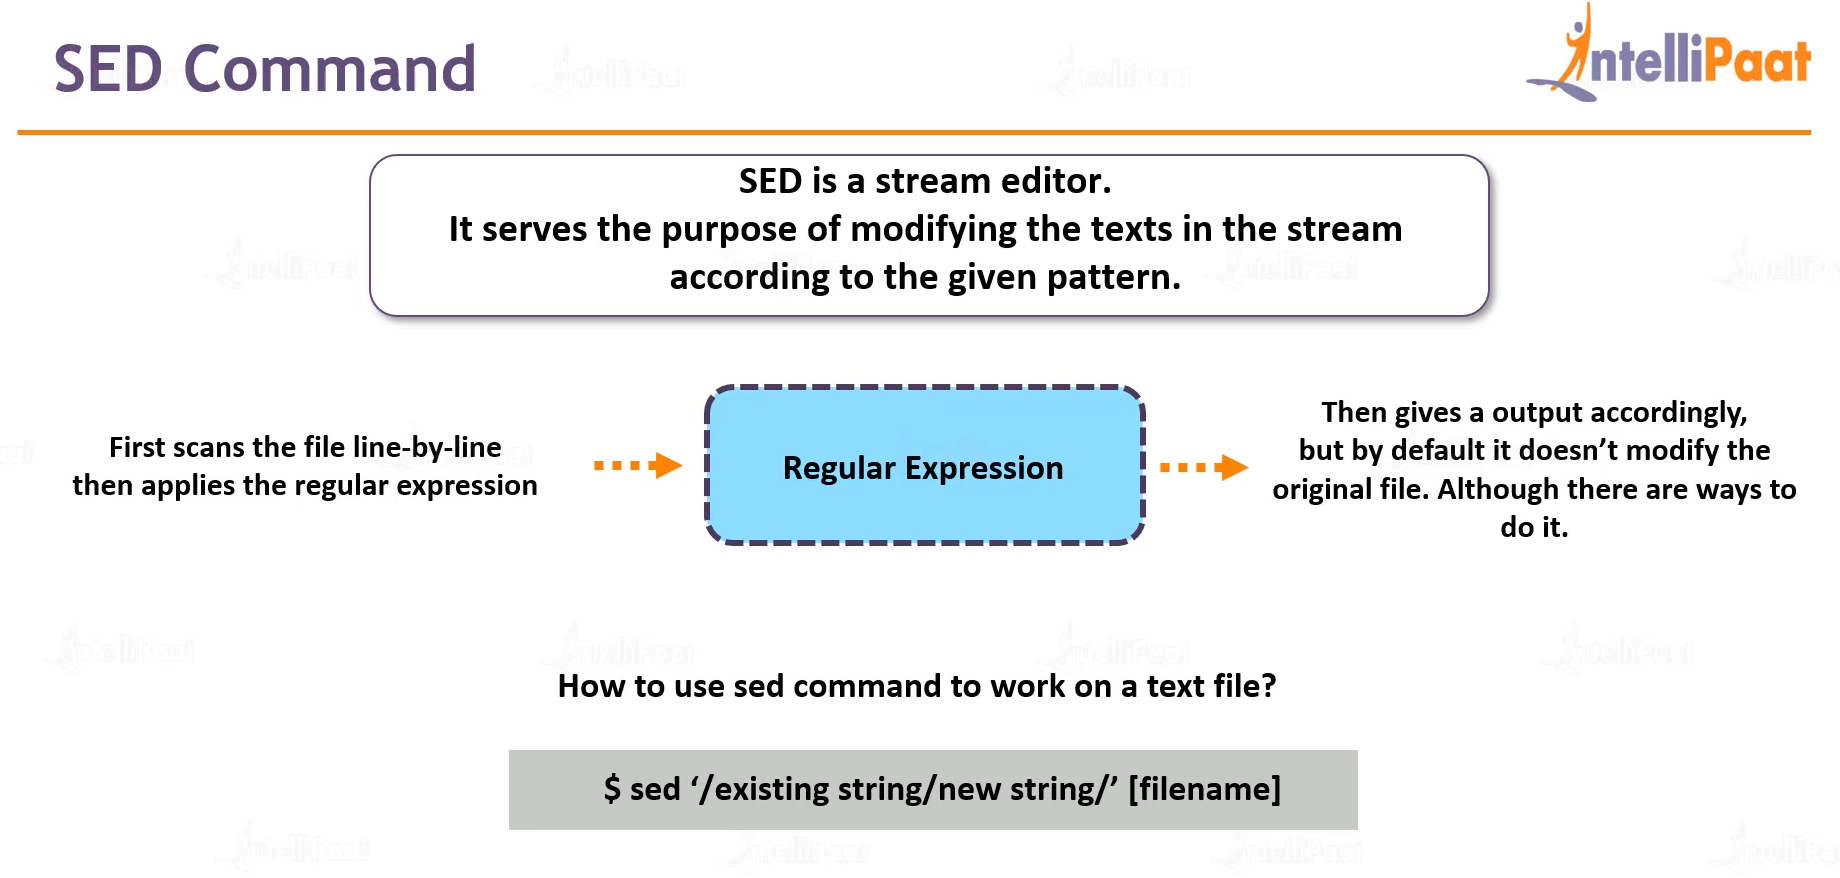 SED Command
IntelliPaat
SED is a stream editor.
It serves the purpose of modifying the texts in the stream
according to the given pattern.
First scans the file line-by-line
then applies the regular expression
Regular Expression
Then gives a output accordingly,
but by default it doesn’t modify the
original file. Although there are ways to
do it.
How to use sed command to work on a text file?
$ sed ‘/existing string/new string/’ [filename]